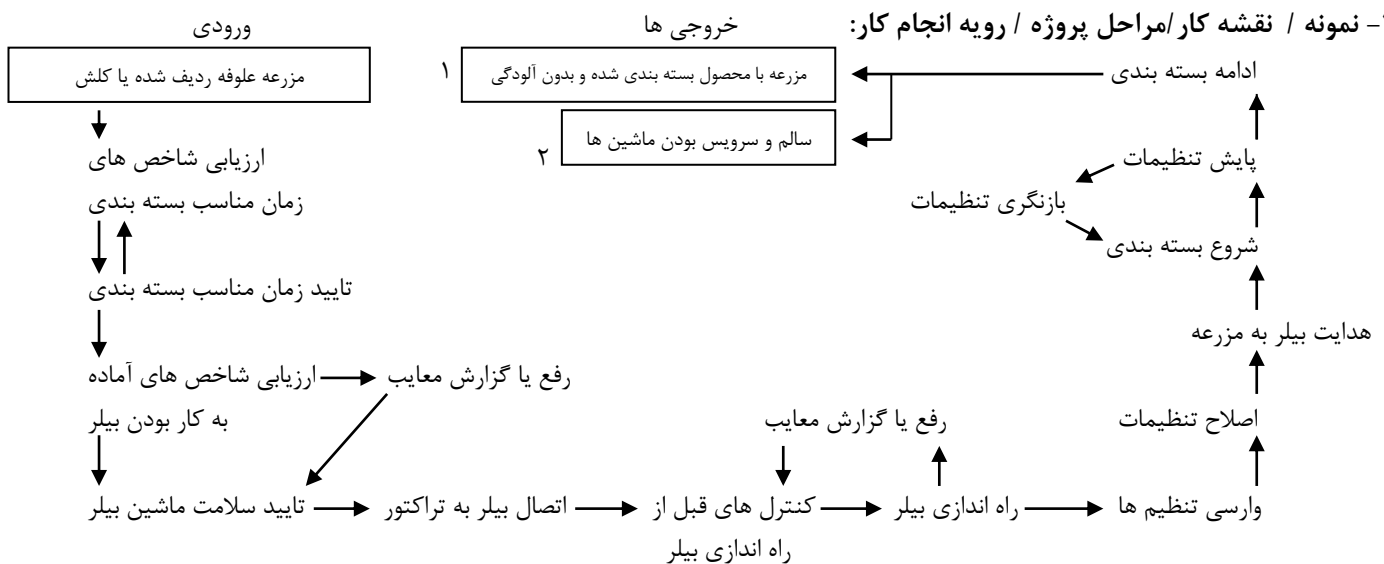 - نمونه / نقشه کار/مراحل پروژه / رویه انجام کار:
خروجی ها
ورودی
ادامه بسته بندی
مزرعه با محصول بسته بندی شده و بدون آلودگی
۱
مزرعه علوفه ردیف شده یا کلش
سالم و سرویس بودن ماشین ها
۲
پایش تنظیمات
ارزیابی شاخص های
زمان مناسب بسته بندی
بازنگری تنظیمات
شروع بسته بندی
تایید زمان مناسب بسته بندی
هدایت بیلر به مزرعه
ارزیابی شاخص های آماده
به کار بودن بیلر
رفع یا گزارش معایب
رفع یا گزارش معایب
اصلاح تنظیمات
تایید سلامت ماشین بیلر
اتصال بیلر به تراکتور
کنترل های قبل از
راه اندازی بیلر
راه اندازی بیلر
وارسی تنظیم ها